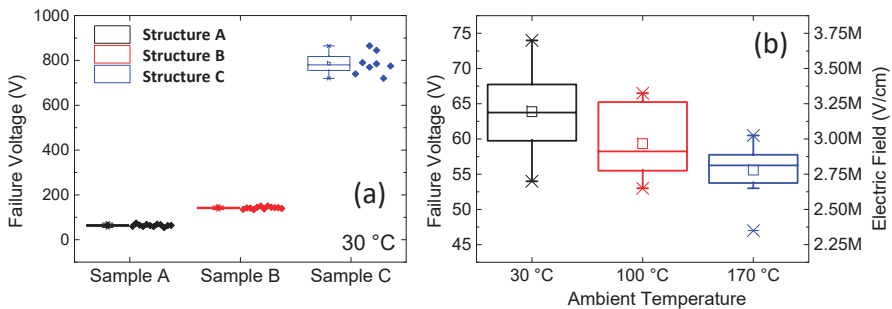 Failure Voltage (V)
1000
800
600
400
200
0
Structure A
Structure B
Structure C
(a)
30 °C
Sample A
Sample B
Sample C
Failure Voltage (V)
75
70
65
60
55
50
45
(b)
3.75M
3.50M
3.25M
3.00M
2.75M
2.50M
2.25M
Electric Field (V/cm)
30 °C
100 °C
170 °C
Ambient Temperature